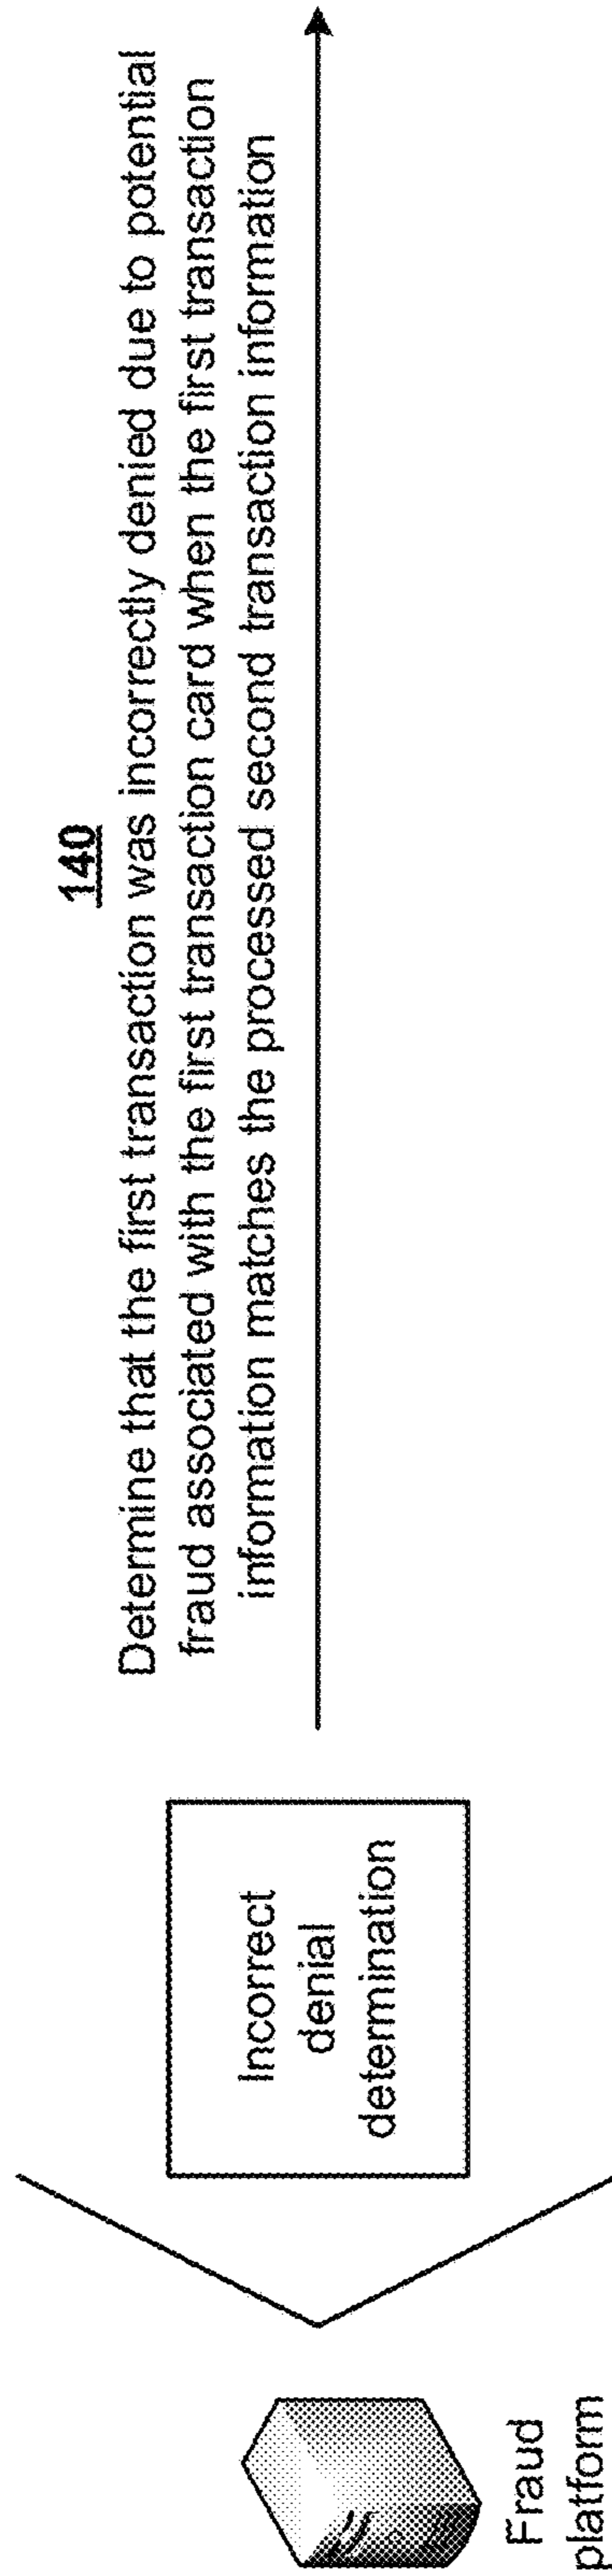 140
Determine that the first transaction was incorrectly denied due to potential
fraud associated with the first transaction card when the first transaction
information matches the processed second transaction information
Incorrect
denial
determination
Fraud
platform